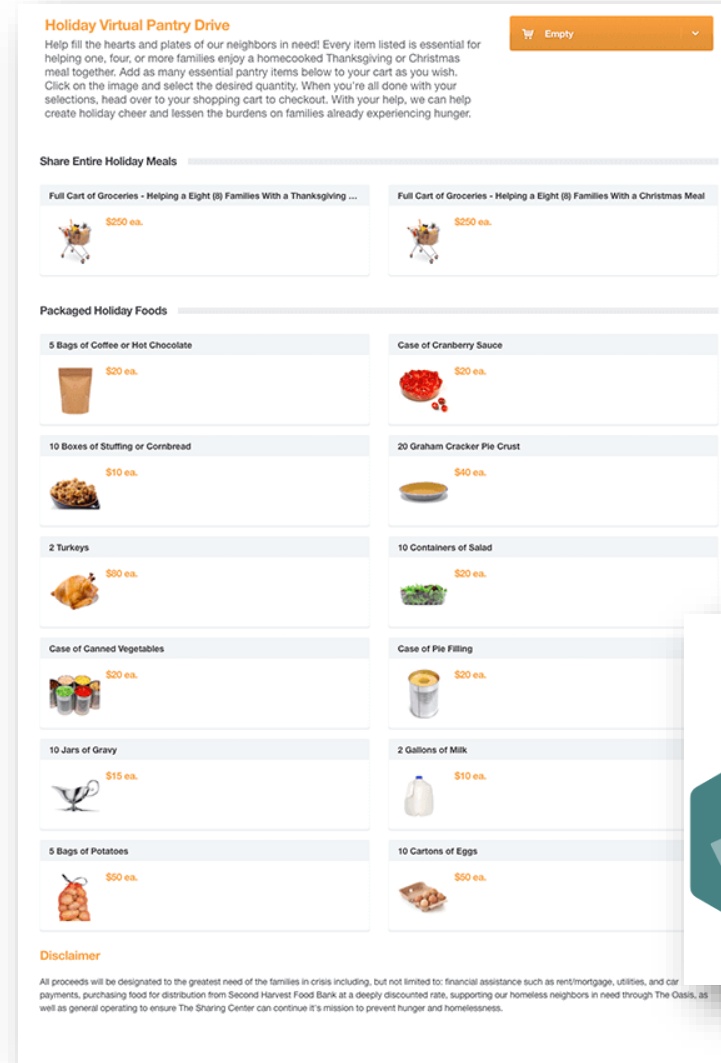 Holiday Virtual Pantry Drive
Help fill the hearts and plates of our neighbors in need! Every item listed is essential for
helping one, four, or more families enjoy a homecooked Thanksgiving or Christmas
meal together. Add as many essential pantry items below to your cart as you wish.
Click on the image and select the desired quantity. When you're all done with your
selections, head over to your shopping cart to checkout. With your help, we can help
create holiday cheer and lessen the burdens on families already experiencing hunger.
Empty
Share Entire Holiday Meals
Full Cart of Groceries - Helping a Eight (8) Families With a Thanksgiving ...
$250 ea.
Full Cart of Groceries - Helping a Eight (8) Families With a Christmas Meal
$250 ea.
Packaged Holiday Foods
5 Bags of Coffee or Hot Chocolate
$20 ea.
Case of Cranberry Sauce
$20 ea.
10 Boxes of Stuffing or Cornbread
$10 ea.
20 Graham Cracker Pie Crust
$40 ea.
2 Turkeys
$80 ea.
10 Containers of Salad
$20 ea.
Case of Canned Vegetables
$20 ea.
Case of Pie Filling
$20 ea.
10 Jars of Gravy
$15 ea.
2 Gallons of Milk
$10 ea.
5 Bags of Potatoes
$50 ea.
10 Cartons of Eggs
$50 ea.
Disclaimer
All proceeds will be designated to the greatest need of the families in crisis including, but not limited to: financial assistance such as rent/mortgage, utilities, and car
payments, purchasing food for distribution from Second Harvest Food Bank at a deeply discounted rate, supporting our homeless neighbors in need through The Oasis, as
well as general operating to ensure The Sharing Center can continue it's mission to prevent hunger and homelessness.